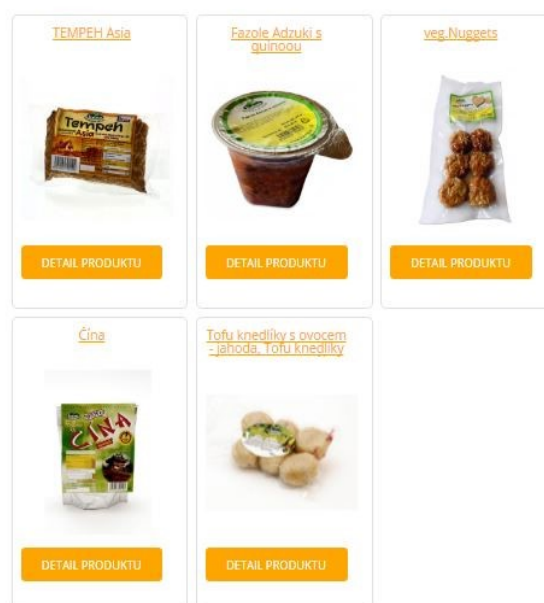 TEMPEH Asia
Tempeh
Asia
DETAIL PRODUKTU
Fazole Adzuki s
quinoou
DETAIL PRODUKTU
veg.Nuggets
DETAIL PRODUKTU
Čína
ČÍNA
DETAIL PRODUKTU
Tofu knedlíky s ovocem
- jahoda, Tofu knedlíky
DETAIL PRODUKTU